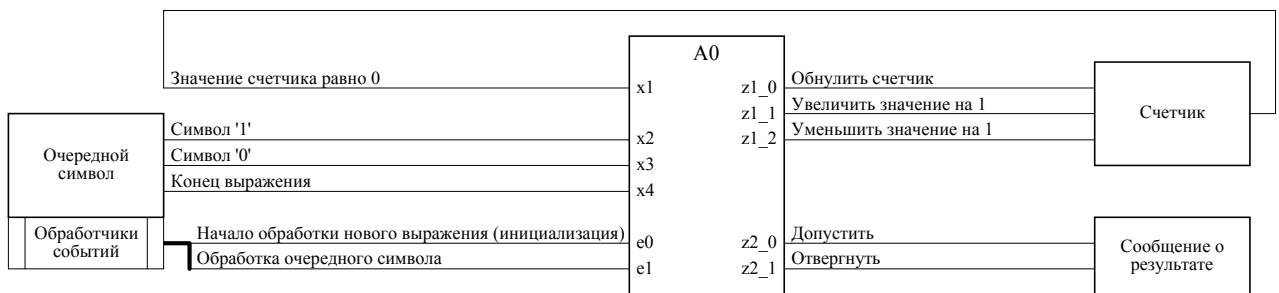 A0
Значение счетчика равно 0
x1
z1_0
Обнулить счетчик
z1_1
Увеличить значение на 1
Счетчик
Символ '1'
x2
z1_2
Уменьшить значение на 1
Очередной
символ
Символ '0'
x3
Конец выражения
x4
Обработчики
событий
Начало обработки нового выражения (инициализация)
e0
z2_0
Допустить
Обработка очередного символа
e1
z2_1
Отвергнуть
Сообщение о
результате